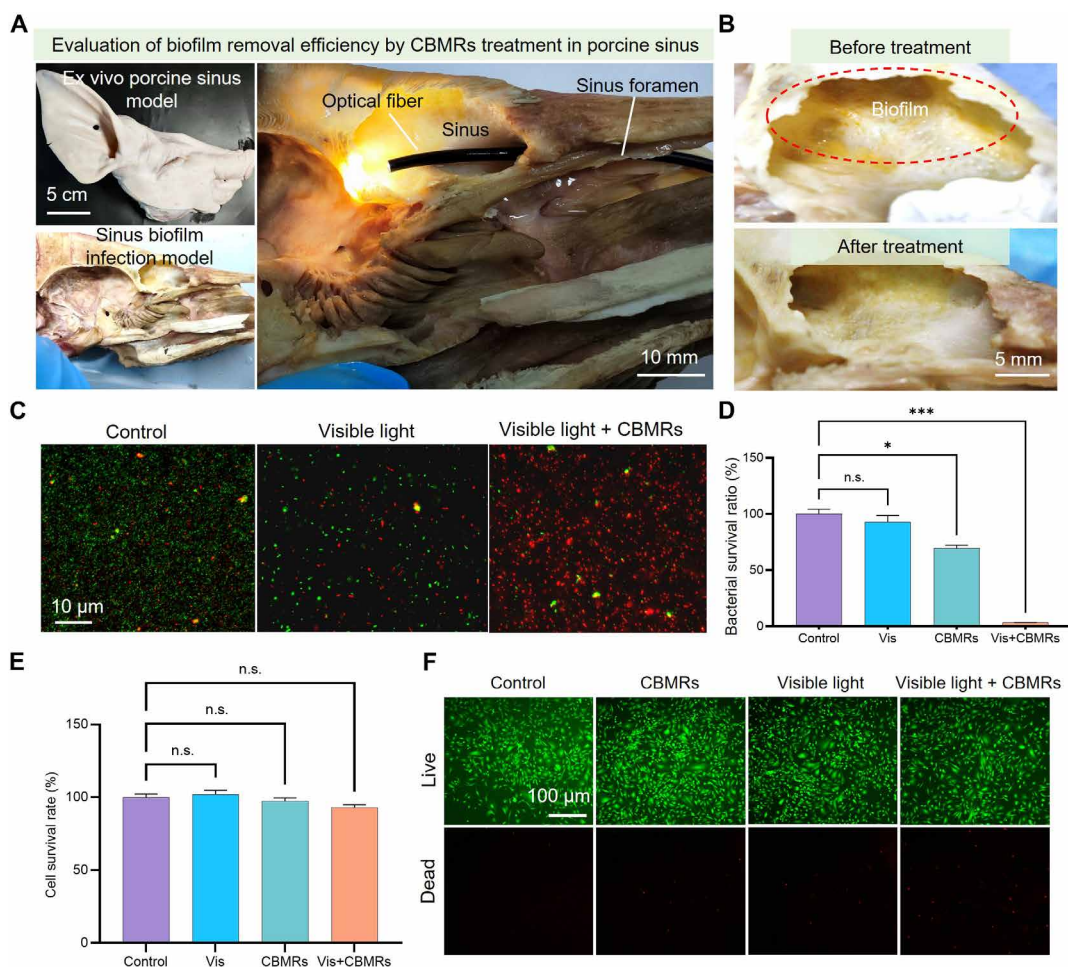 A
Evaluation of biofilm removal efficiency by CBMRs treatment in porcine sinus
Ex vivo porcine sinus
model
5 cm
Sinus biofilm
infection model
Optical fiber
Sinus
Sinus foramen
10 mm
B
Before treatment
Biofilm
After treatment
5 mm
C
Control
Visible light
Visible light + CBMRs
10 µm
D
Bacterial survival ratio (%)
150
100
50
0
***
*
n.s.
Control
Vis
CBMRs
Vis+CBMRs
E
Cell survival rate (%)
150
100
50
0
n.s.
n.s.
n.s.
Control
Vis
CBMRs
Vis+CBMRs
F
Control
CBMRs
Visible light
Visible light + CBMRs
Live
100 µm
Dead